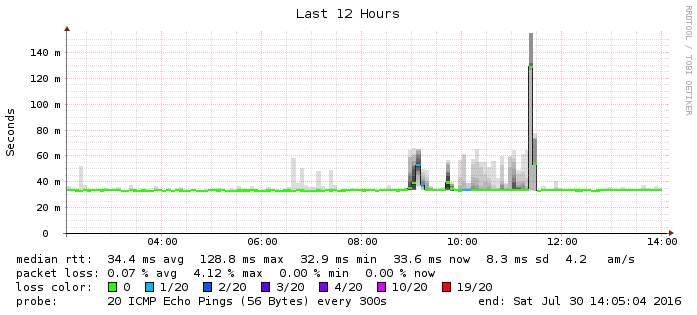 Last 12 Hours
RRDTOOL / TOBI OETIKER
Seconds
140 m
120 m
100 m
80 m
60 m
40 m
20 m
0
04:00 06:00 08:00 10:00 12:00 14:00
median rtt: 34.4 ms avg 128.8 ms max 32.9 ms min 33.6 ms now 8.3 ms sd 4.2 am/s
packet loss: 0.07 % avg 4.12 % max 0.00 % min 0.00 % now
loss color: 0 1/20 2/20 3/20 4/20 10/20 19/20
probe: 20 ICMP Echo Pings (56 Bytes) every 300s end: Sat Jul 30 14:05:04 2016